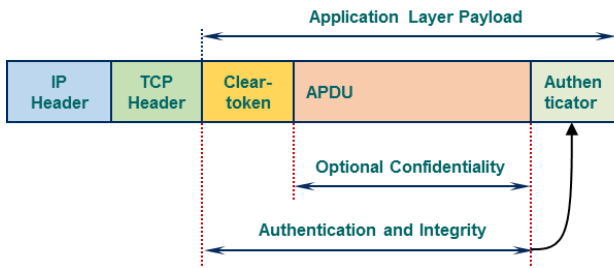 Application Layer Payload
IP
Header
TCP
Header
Clear-
token
APDU
Authen
ticator
Optional Confidentiality
Authentication and Integrity